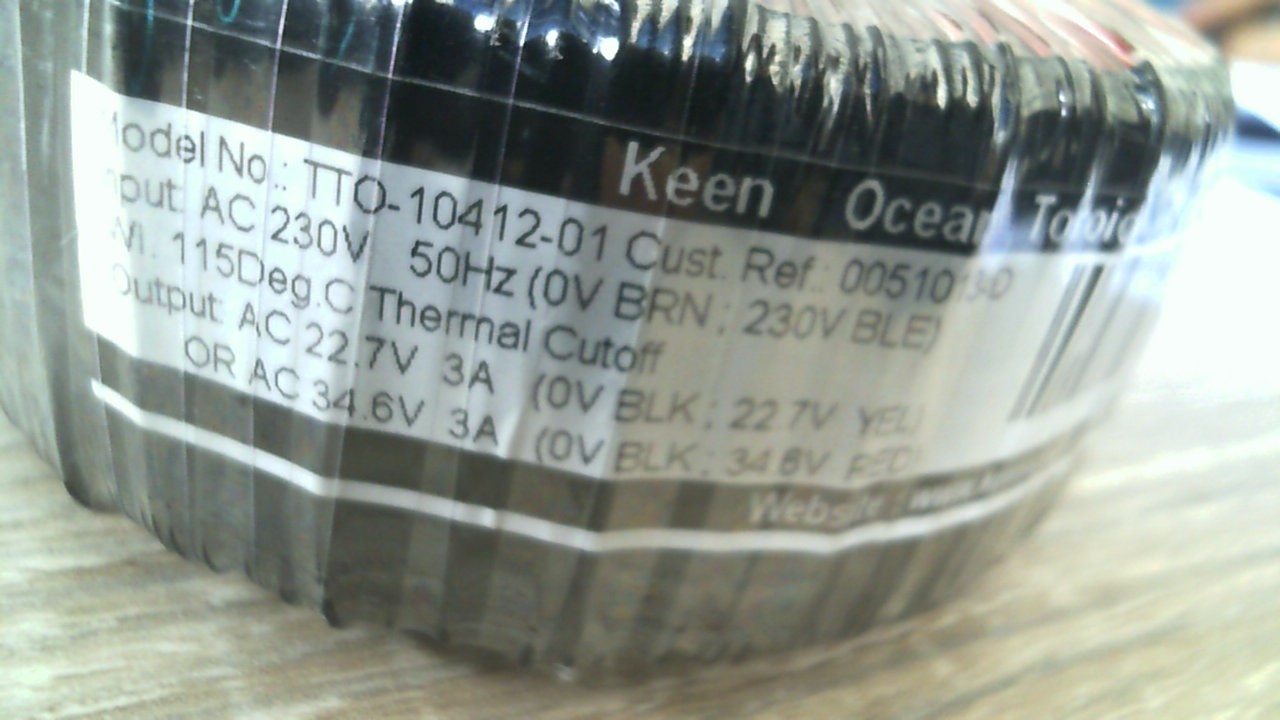 Keen Ocean Toroid
Model No.: TTO-10412-01 Cust. Ref.:
Input: AC 230V 50Hz (0V BRN ; 230V BLE)
W. 115Deg.C Thermal Cutoff
Output: AC 22.7V 3A (0V BLK ; 22.7V YEL)
OR AC 34.6V 3A (0V BLK ; 34.6V RED)
Website :